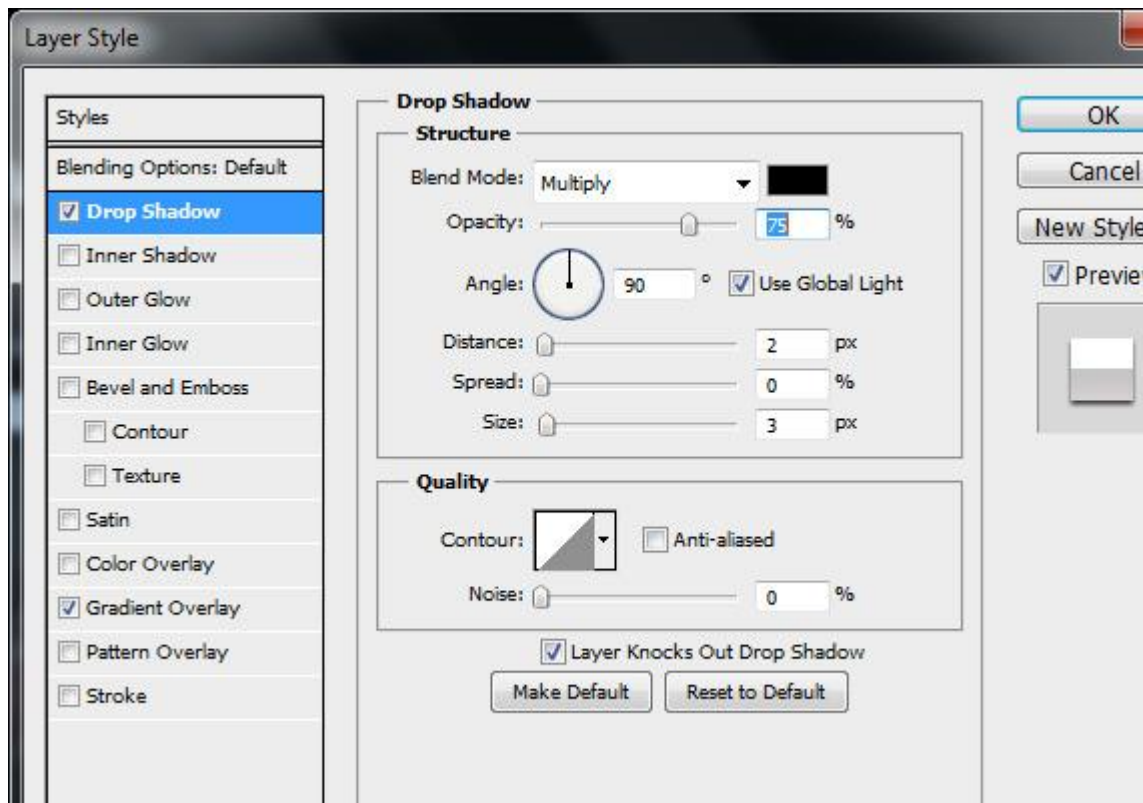 Layer Style
Styles
Blending Options: Default
Drop Shadow
Inner Shadow
Outer Glow
Inner Glow
Bevel and Emboss
Contour
Texture
Satin
Color Overlay
Gradient Overlay
Pattern Overlay
Stroke
Drop Shadow
Structure
Blend Mode: Multiply
Opacity: 75 %
Angle: 90 ° Use Global Light
Distance: 2 px
Spread: 0 %
Size: 3 px
Quality
Contour: Anti-aliased
Noise: 0 %
Layer Knocks Out Drop Shadow
Make Default Reset to Default
OK
Cancel
New Style
Previe